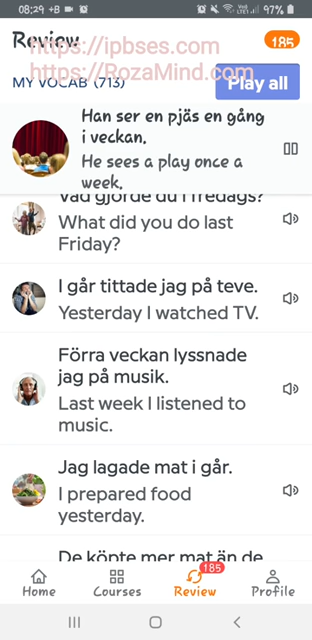 08:29
97%
Review
https://ipbses.com
185
https://RozaMind.com
MY VOCAB (713)
Play all
Han ser en pjäs en gång
i veckan.
He sees a play once a
week.
Vad gjorde du i fredags?
What did you do last
Friday?
I går tittade jag på teve.
Yesterday I watched TV.
Förra veckan lyssnade
jag på musik.
Last week I listened to
music.
Jag lagade mat i går.
I prepared food
yesterday.
De köpte mer mat än de
185
Home
Courses
Review
Profile